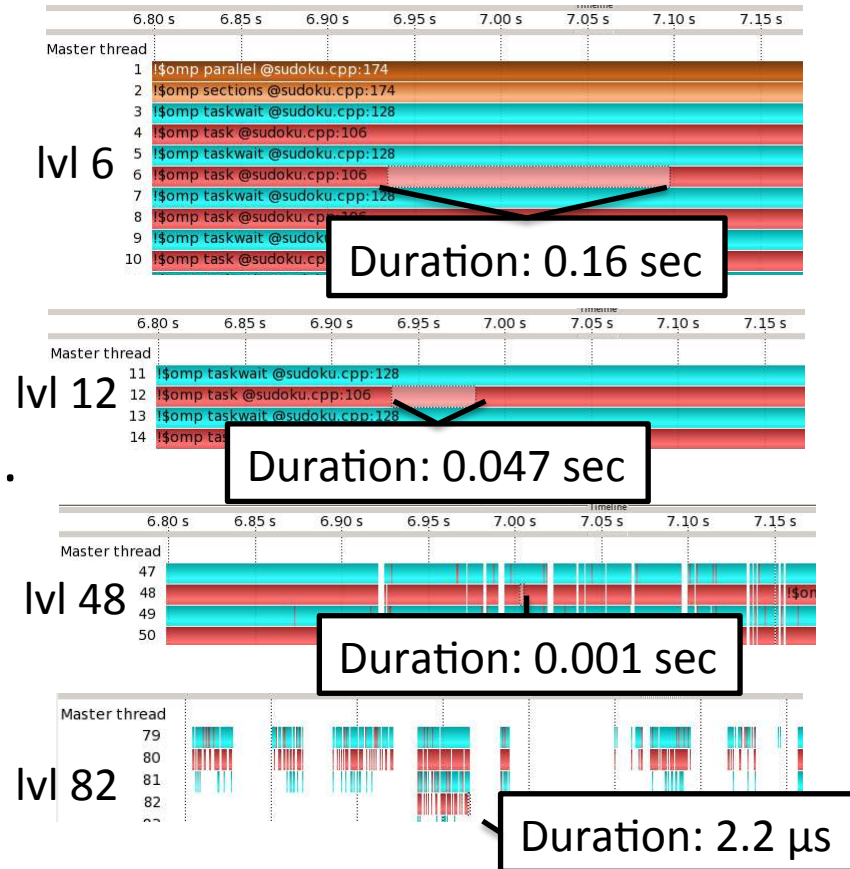 Timeline
6.80 s 6.85 s 6.90 s 6.95 s 7.00 s 7.05 s 7.10 s 7.15 s
Master thread
1 !$omp parallel @sudoku.cpp:174
2 !$omp sections @sudoku.cpp:174
3 !$omp taskwait @sudoku.cpp:128
4 !$omp task @sudoku.cpp:106
5 !$omp taskwait @sudoku.cpp:128
lvl 6
6 !$omp task @sudoku.cpp:106
7 !$omp taskwait @sudoku.cpp:128
8 !$omp task @sudoku.cpp:106
9 !$omp taskwait @sudok
10 !$omp task @sudoku.cp
Duration: 0.16 sec
Timeline
6.80 s 6.85 s 6.90 s 6.95 s 7.00 s 7.05 s 7.10 s 7.15 s
Master thread
11 !$omp taskwait @sudoku.cpp:128
lvl 12
12 !$omp task @sudoku.cpp:106
13 !$omp taskwait @sudoku.cpp:128
14 !$omp tas
Duration: 0.047 sec
.
Timeline
6.80 s 6.85 s 6.90 s 6.95 s 7.00 s 7.05 s 7.10 s 7.15 s
Master thread
47
lvl 48
48 !$on
49
50
Duration: 0.001 sec
Master thread
79
80
81
lvl 82
82
Duration: 2.2 µs